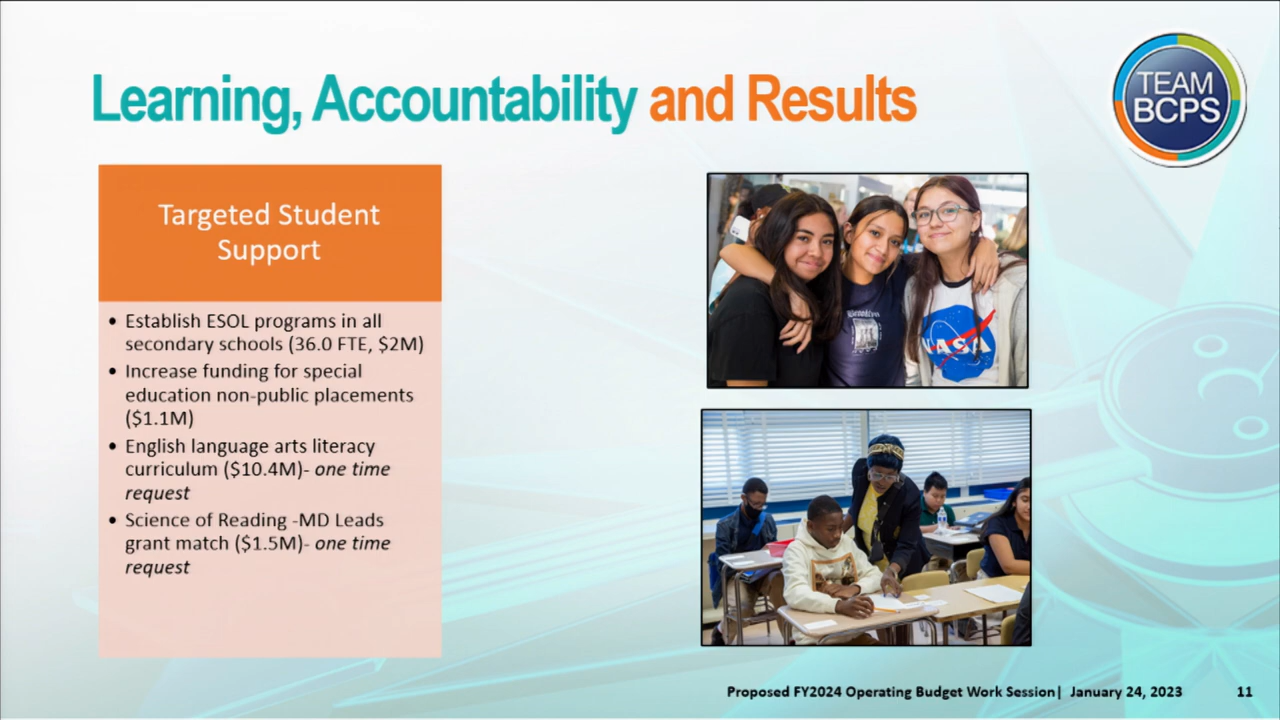 Learning, Accountability and Results
TEAM
BCPS
Targeted Student
Support
• Establish ESOL programs in all
secondary schools (36.0 FTE, $2M)
• Increase funding for special
education non-public placements
($1.1M)
• English language arts literacy
curriculum ($10.4M)- one time
request
• Science of Reading -MD Leads
grant match ($1.5M)- one time
request
NASA
Proposed FY2024 Operating Budget Work Session| January 24, 2023
11